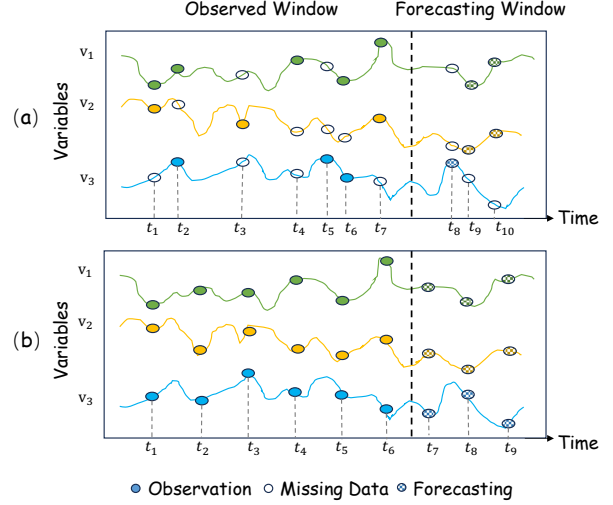 Observed Window Forecasting Window
(a)
Variables
v₁
v₂
v₃
t₁ t₂ t₃ t₄ t₅ t₆ t₇ t₈ t₉ t₁₀
Time
(b)
Variables
v₁
v₂
v₃
t₁ t₂ t₃ t₄ t₅ t₆ t₇ t₈ t₉
Time
Observation Missing Data Forecasting